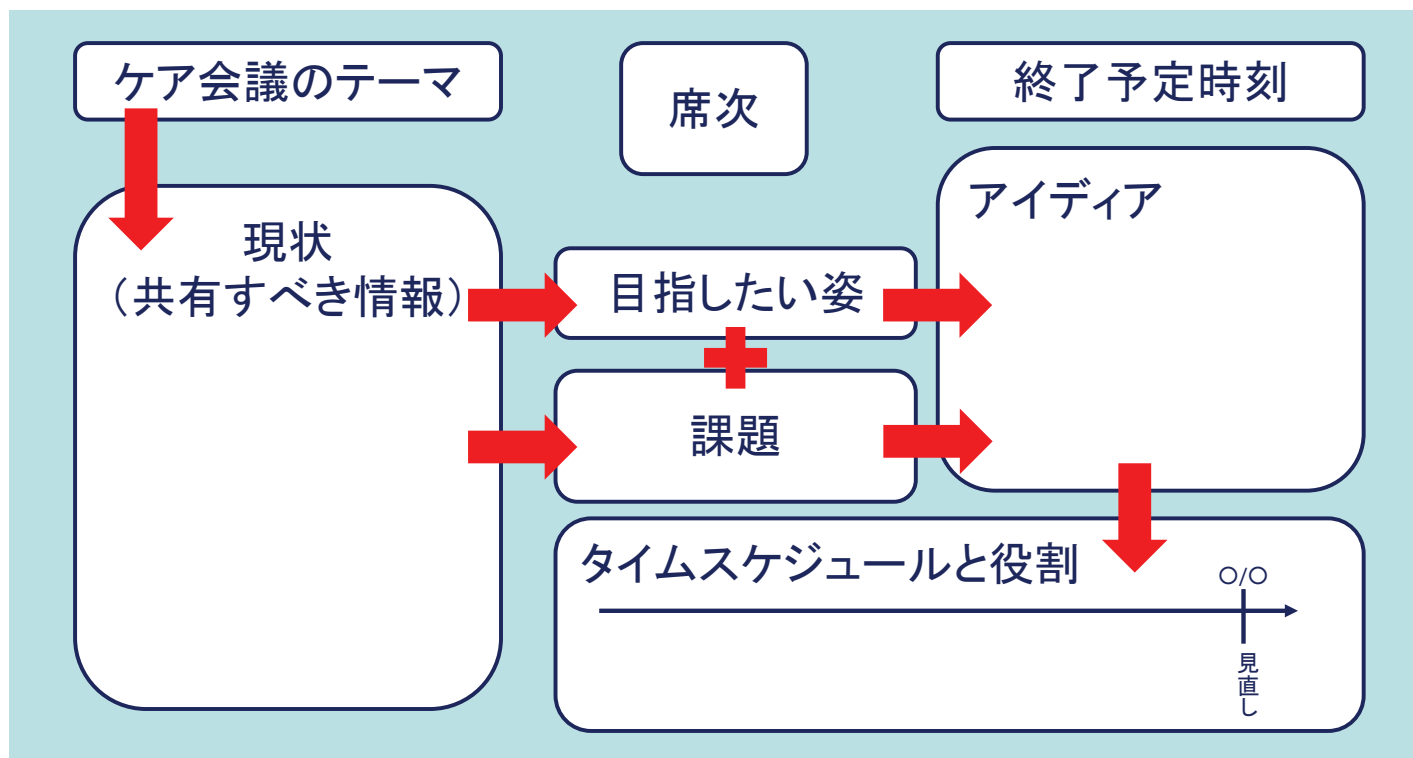 ケア会議のテーマ
席次
終了予定時刻
現状
（共有すべき情報）
目指したい姿
課題
アイディア
タイムスケジュールと役割
〇/〇
見直し